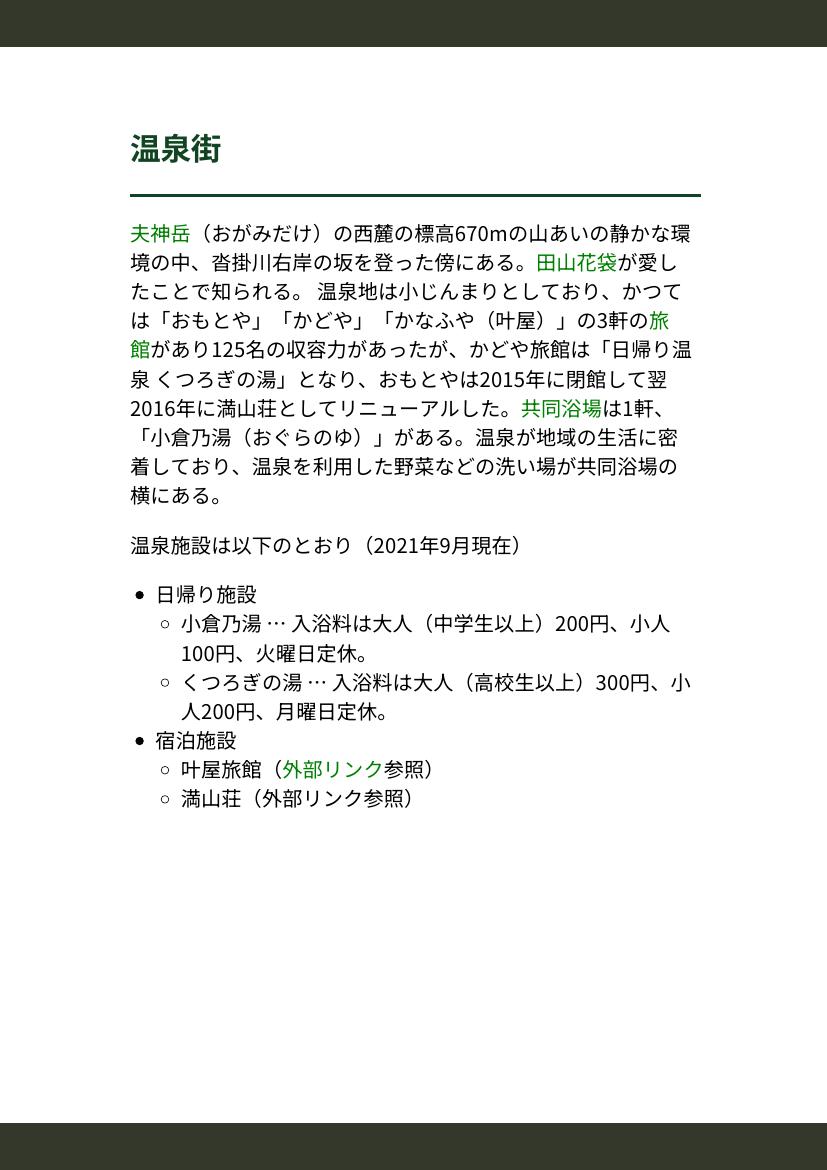 温泉街
夫神岳（おがみだけ）の西麓の標高670mの山あいの静かな環
境の中、沓掛川右岸の坂を登った傍にある。田山花袋が愛し
たことで知られる。 温泉地は小じんまりとしており、かつて
は「おもとや」「かどや」「かなふや（叶屋）」の3軒の旅
館があり125名の収容力があったが、かどや旅館は「日帰り温
泉 くつろぎの湯」となり、おもとやは2015年に閉館して翌
2016年に満山荘としてリニューアルした。共同浴場は1軒、
「小倉乃湯（おぐらのゆ）」がある。温泉が地域の生活に密
着しており、温泉を利用した野菜などの洗い場が共同浴場の
横にある。
温泉施設は以下のとおり（2021年9月現在）
• 日帰り施設
◦ 小倉乃湯 … 入浴料は大人（中学生以上）200円、小人
100円、火曜日定休。
◦ くつろぎの湯 … 入浴料は大人（高校生以上）300円、小
人200円、月曜日定休。
• 宿泊施設
◦ 叶屋旅館（外部リンク参照）
◦ 満山荘（外部リンク参照）